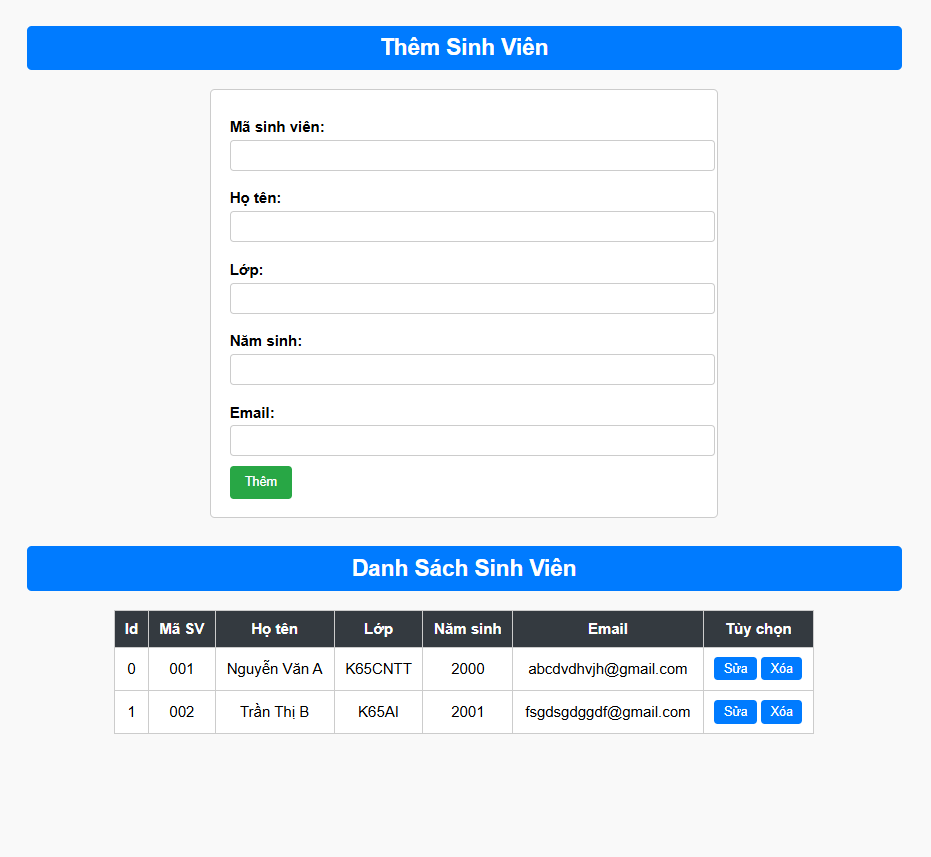 Thêm Sinh Viên
Mã sinh viên:
Họ tên:
Lớp:
Năm sinh:
Email:
Thêm
Danh Sách Sinh Viên
Id Mã SV Họ tên Lớp Năm sinh Email Tùy chọn
0 001 Nguyễn Văn A K65CNTT 2000 abcdvdhvjh@gmail.com Sửa Xóa
1 002 Trần Thị B K65AI 2001 fsgdsgdggdf@gmail.com Sửa Xóa